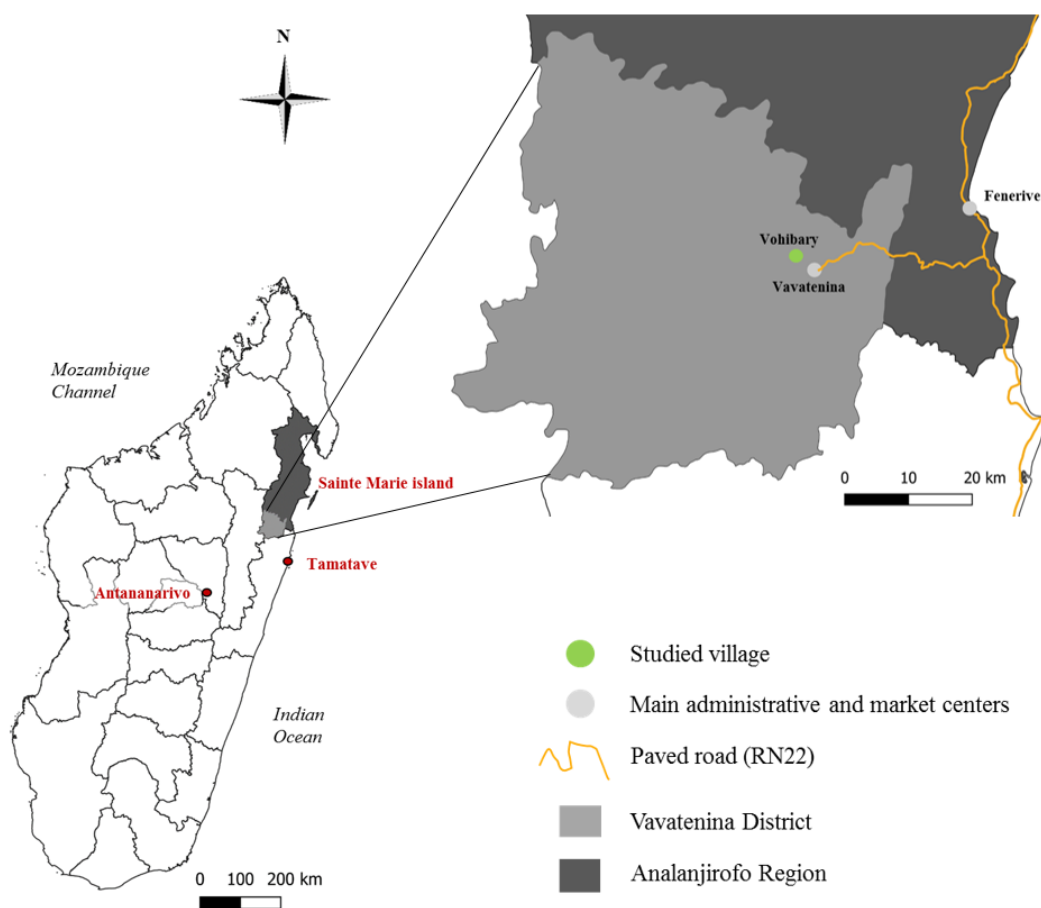 N
Fenerive
Vohibary
Vavatenina
0 10 20 km
Mozambique
Channel
Sainte Marie island
Tamatave
Antananarivo
Indian
Ocean
0 100 200 km
Studied village
Main administrative and market centers
Paved road (RN22)
Vavatenina District
Analanjirofo Region